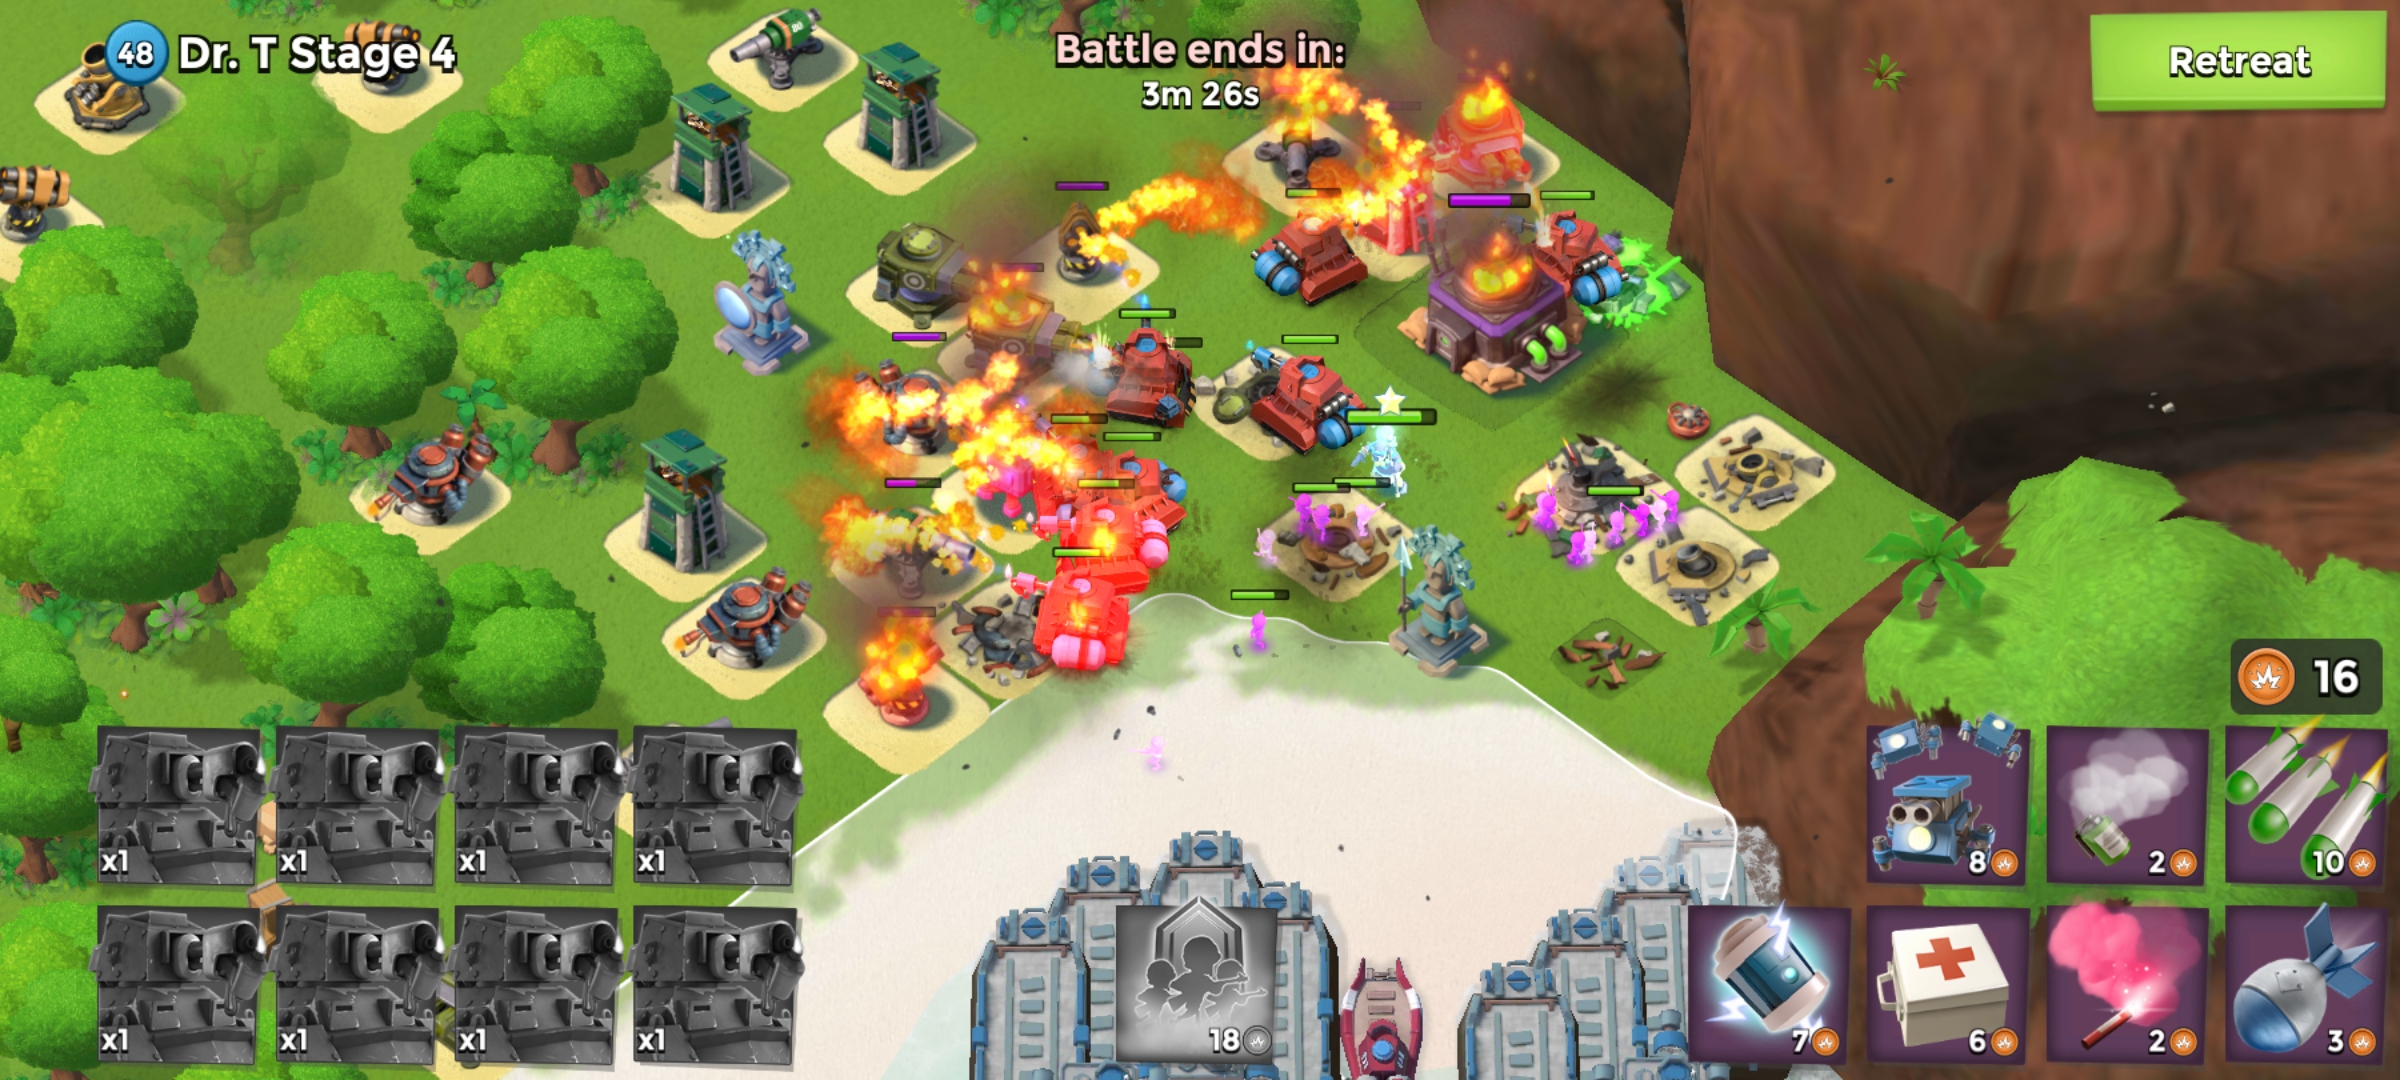 48 Dr. T Stage 4
Battle ends in:
3m 26s
Retreat
80
16
x1 x1 x1 x1
8 2 10
x1 x1 x1 x1
18 7 6 2 3